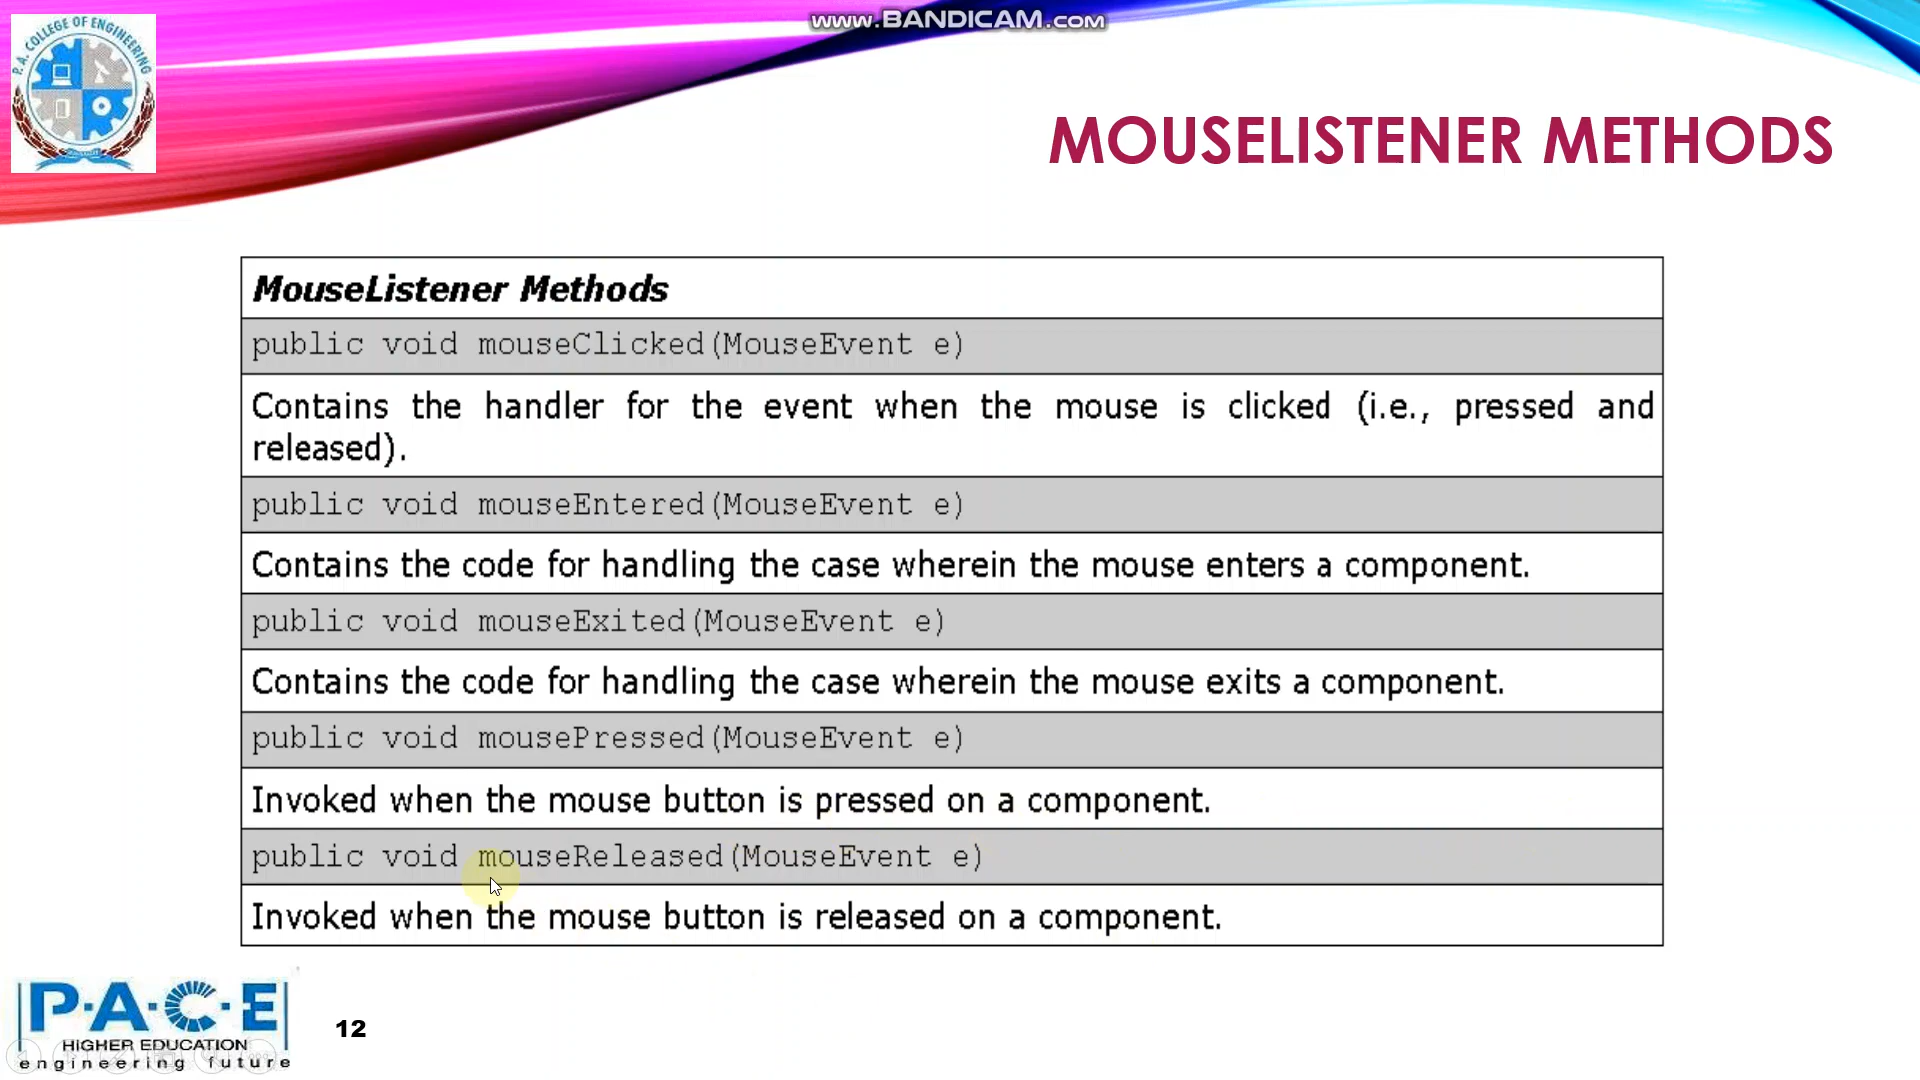 www.BANDICAM.com
P.A. COLLEGE OF ENGINEERING
MOUSELISTENER METHODS
MouseListener Methods
public void mouseClicked(MouseEvent e)
Contains the handler for the event when the mouse is clicked (i.e., pressed and
released).
public void mouseEntered(MouseEvent e)
Contains the code for handling the case wherein the mouse enters a component.
public void mouseExited(MouseEvent e)
Contains the code for handling the case wherein the mouse exits a component.
public void mousePressed(MouseEvent e)
Invoked when the mouse button is pressed on a component.
public void mouseReleased(MouseEvent e)
Invoked when the mouse button is released on a component.
P·A·C·E
HIGHER EDUCATION
engineering future
12